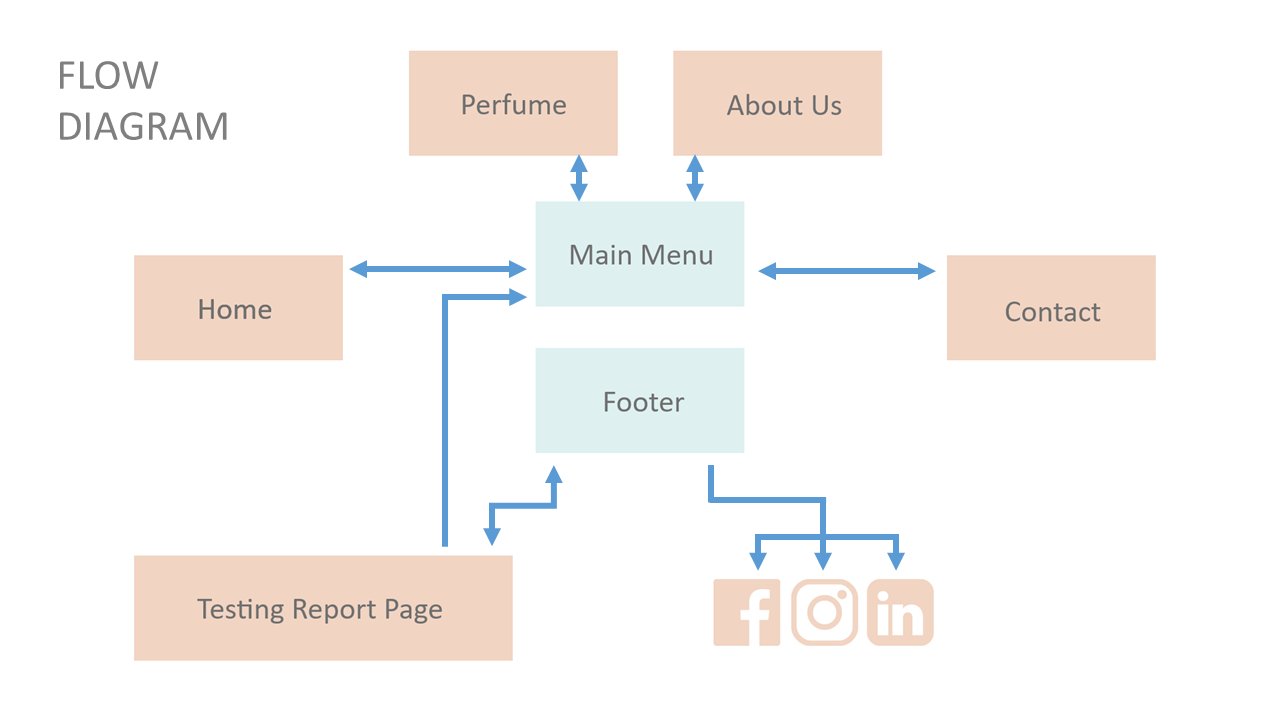 FLOW
DIAGRAM
Perfume
About Us
Main Menu
Home
Contact
Footer
Testing Report Page
f
in